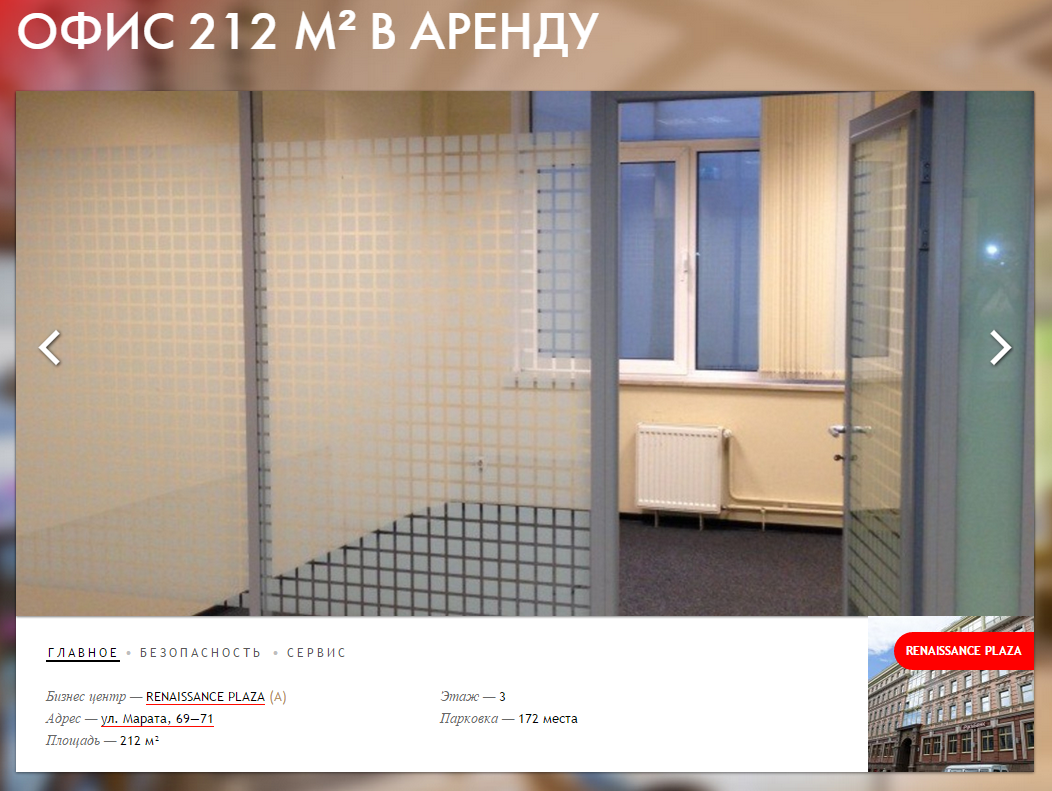 ОФИС 212 М² В АРЕНДУ
RENAISSANCE PLAZA
ГЛАВНОЕ • БЕЗОПАСНОСТЬ • СЕРВИС
Бизнес центр — RENAISSANCE PLAZA (A)
Адрес — ул. Марата, 69—71
Площадь — 212 м²
Этаж — 3
Парковка — 172 места